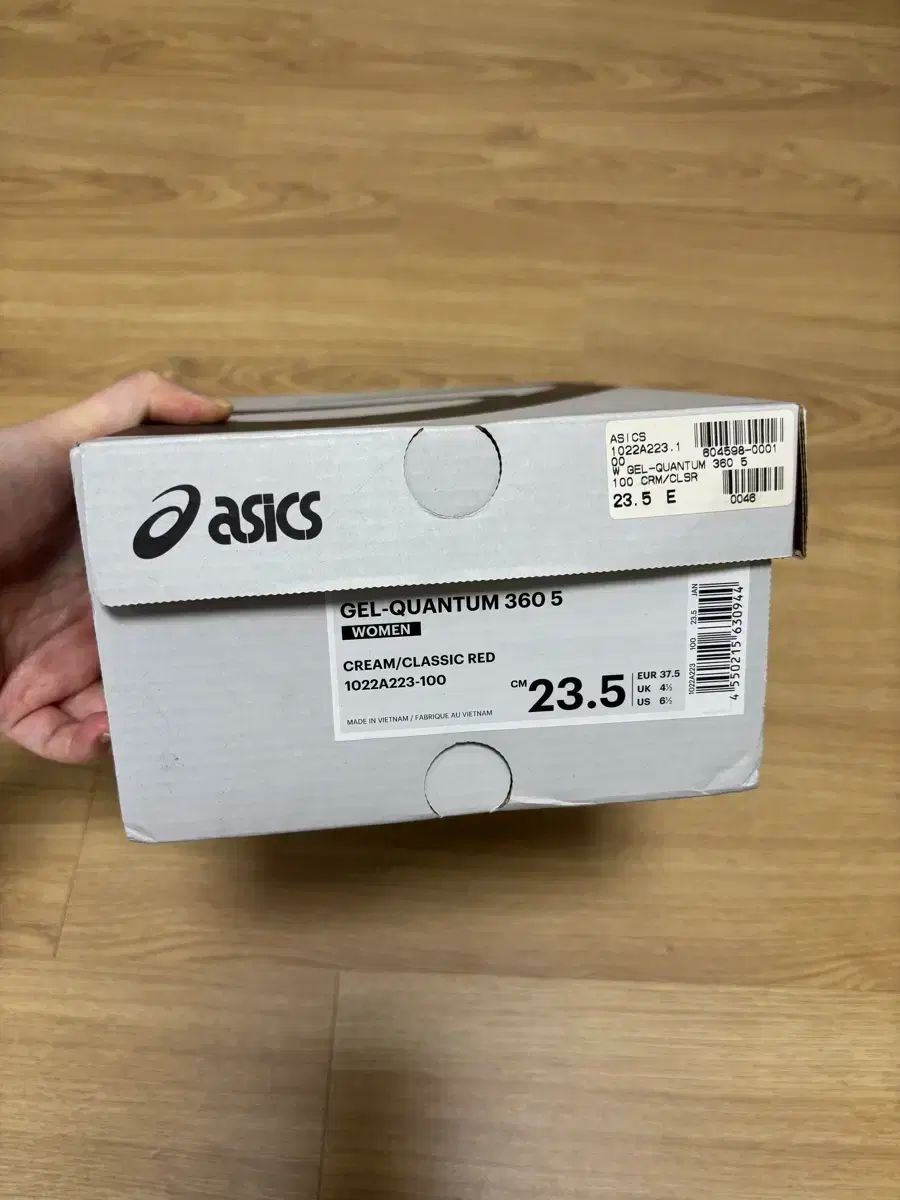 asics
ASICS
1022A223.1
00
604598-0001
W GEL-QUANTUM 360 5
100 CRM/CLSR
23.5 E
0046
GEL-QUANTUM 360 5
WOMEN
CREAM/CLASSIC RED
1022A223-100
MADE IN VIETNAM / FABRIQUE AU VIETNAM
CM 23.5
EUR 37.5
UK 4½
US 6½
1022A223 100 23.5 JAN
4 550215 630944